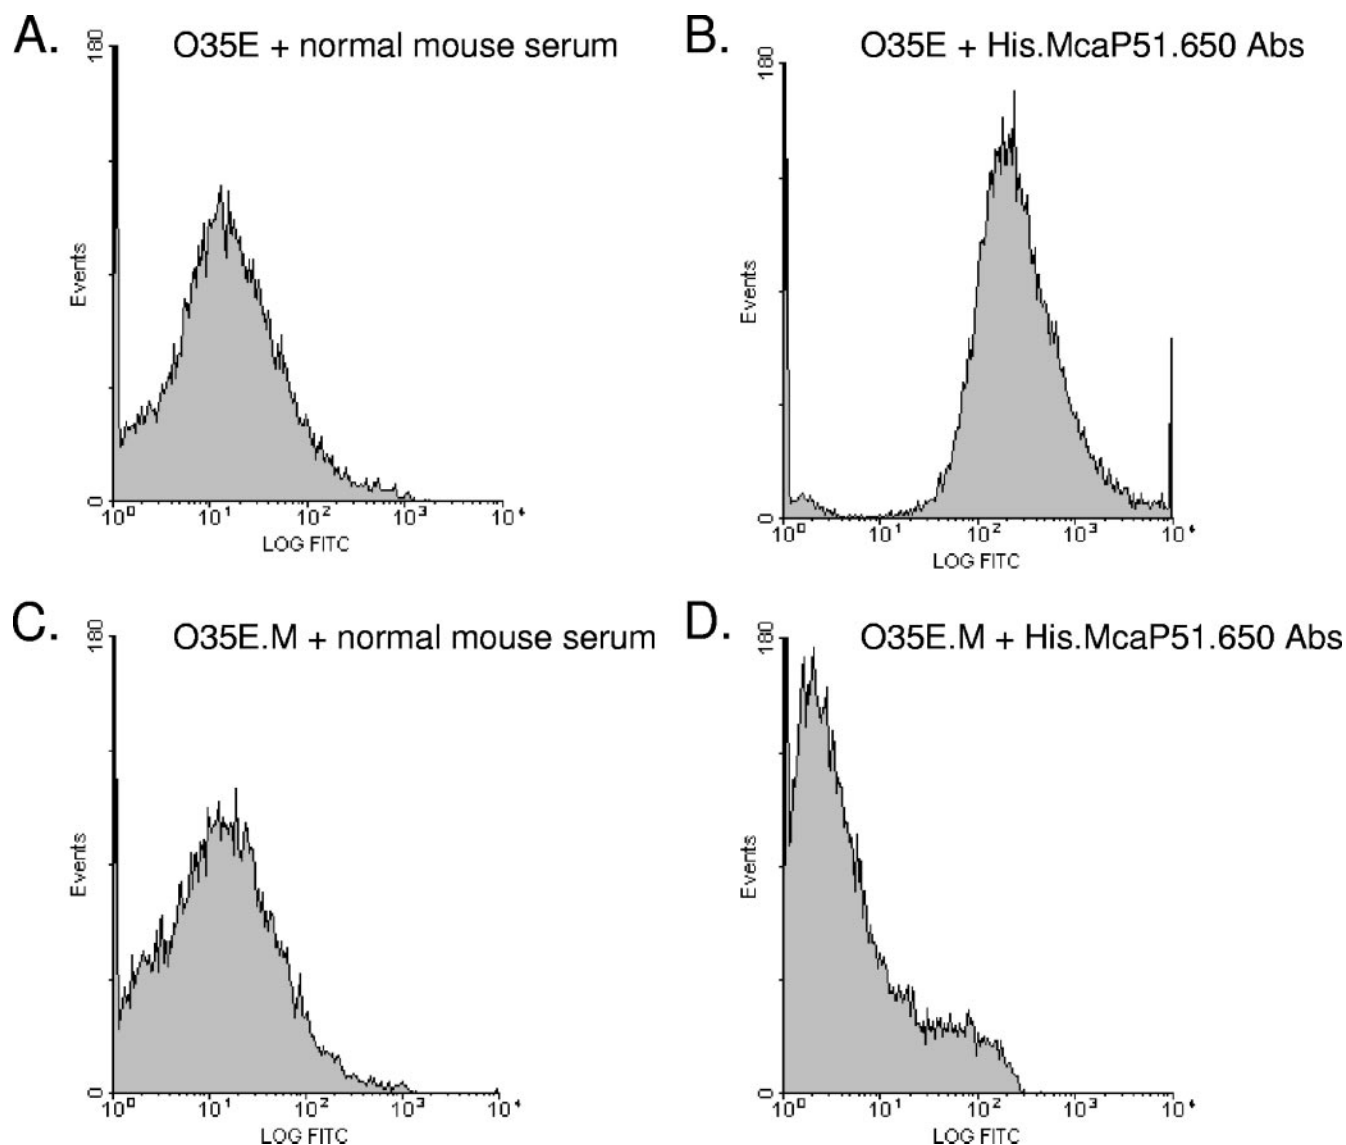 A.
O35E + normal mouse serum
180
Events
0
10⁰ 10¹ 10² 10³ 10⁴
LOG FITC
B.
O35E + His.McaP51.650 Abs
180
Events
0
10⁰ 10¹ 10² 10³ 10⁴
LOG FITC
C.
O35E.M + normal mouse serum
180
Events
0
10⁰ 10¹ 10² 10³ 10⁴
LOG FITC
D.
O35E.M + His.McaP51.650 Abs
180
Events
0
10⁰ 10¹ 10² 10³ 10⁴
LOG FITC